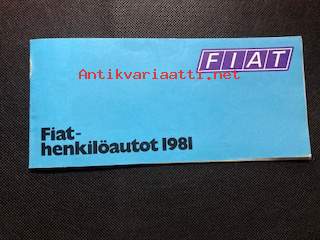 FIAT
Antikvariaatti.net
Fiat-
henkilöautot 1981